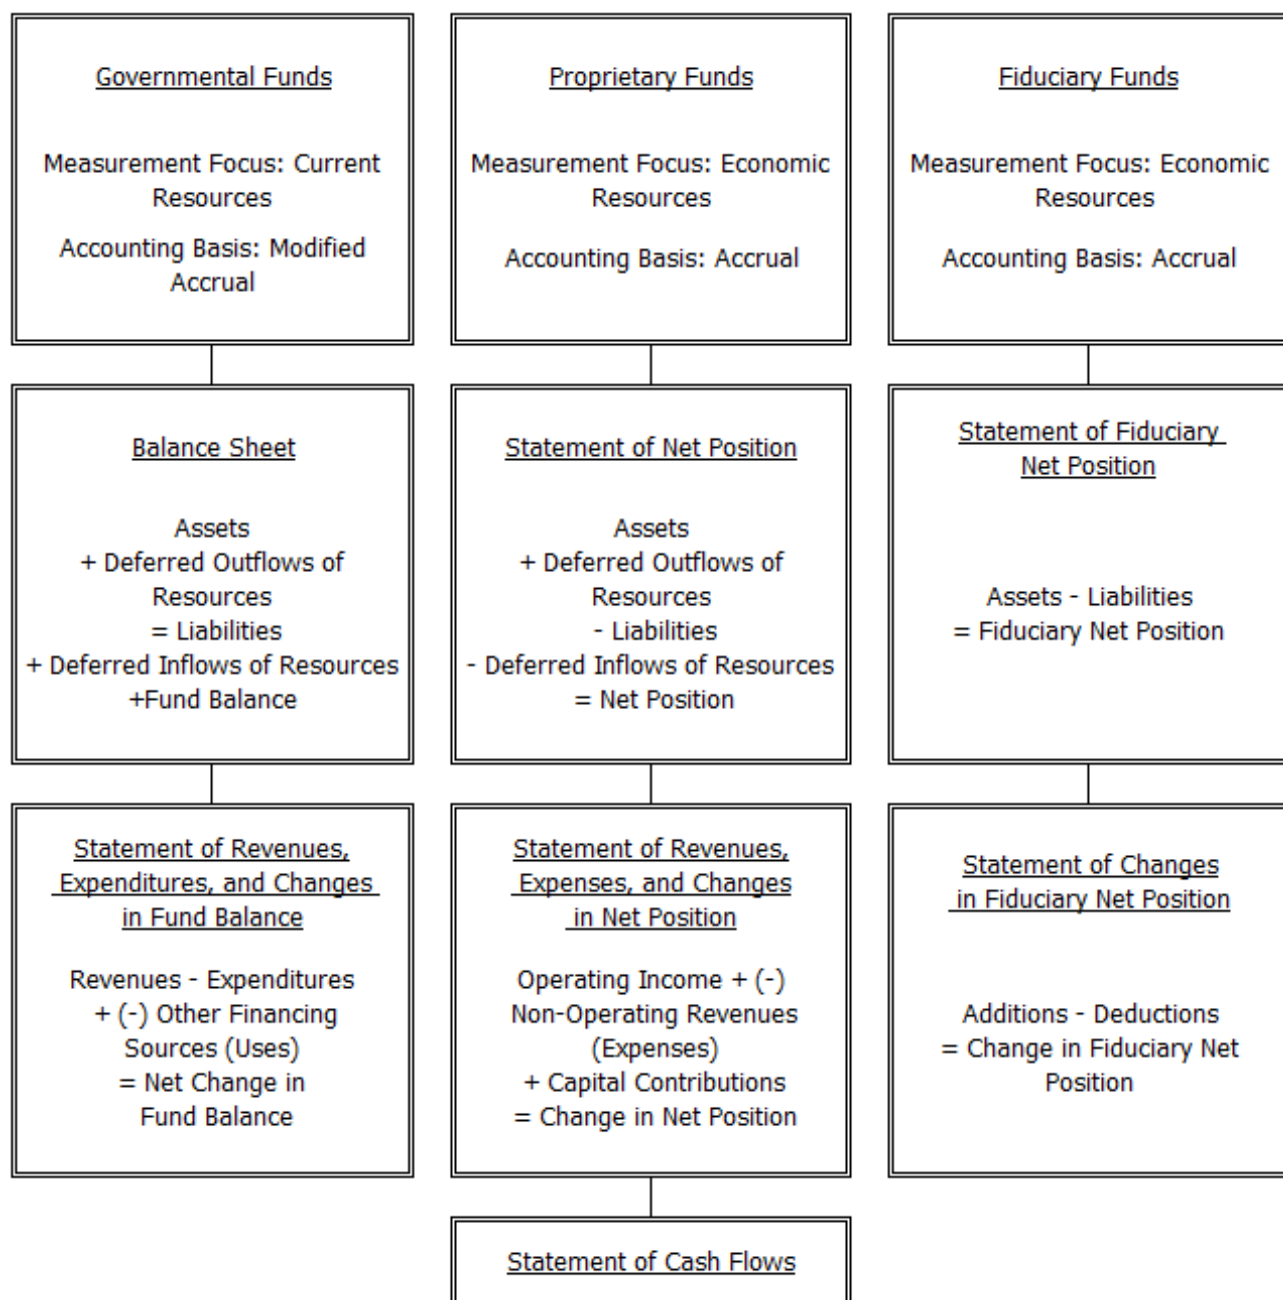 Governmental Funds
Measurement Focus: Current
Resources
Accounting Basis: Modified
Accrual
Proprietary Funds
Measurement Focus: Economic
Resources
Accounting Basis: Accrual
Fiduciary Funds
Measurement Focus: Economic
Resources
Accounting Basis: Accrual
Balance Sheet
Assets
+ Deferred Outflows of
Resources
= Liabilities
+ Deferred Inflows of Resources
+Fund Balance
Statement of Net Position
Assets
+ Deferred Outflows of
Resources
- Liabilities
- Deferred Inflows of Resources
= Net Position
Statement of Fiduciary
Net Position
Assets - Liabilities
= Fiduciary Net Position
Statement of Revenues,
Expenditures, and Changes
in Fund Balance
Revenues - Expenditures
+ (-) Other Financing
Sources (Uses)
= Net Change in
Fund Balance
Statement of Revenues,
Expenses, and Changes
in Net Position
Operating Income + (-)
Non-Operating Revenues
(Expenses)
+ Capital Contributions
= Change in Net Position
Statement of Changes
in Fiduciary Net Position
Additions - Deductions
= Change in Fiduciary Net
Position
Statement of Cash Flows